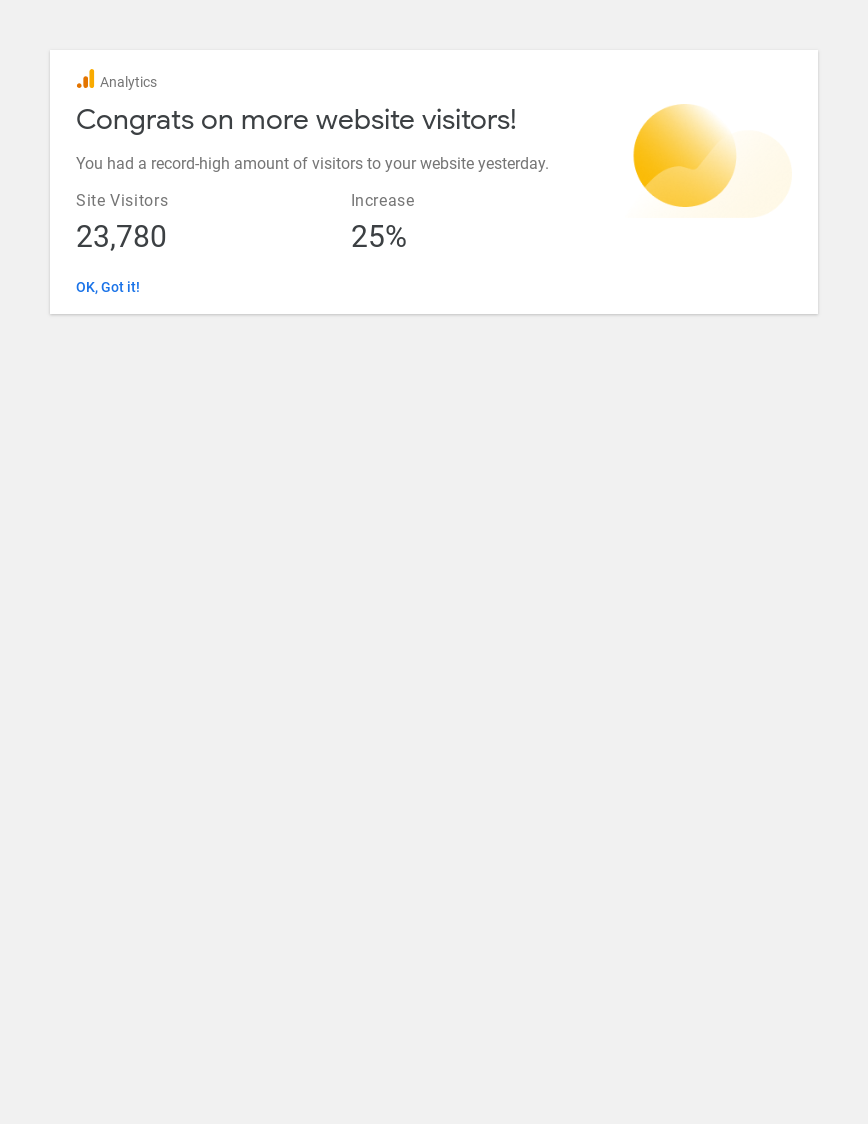 Analytics
Congrats on more website visitors!
You had a record-high amount of visitors to your website yesterday.
Site Visitors Increase
23,780 25%
OK, Got it!